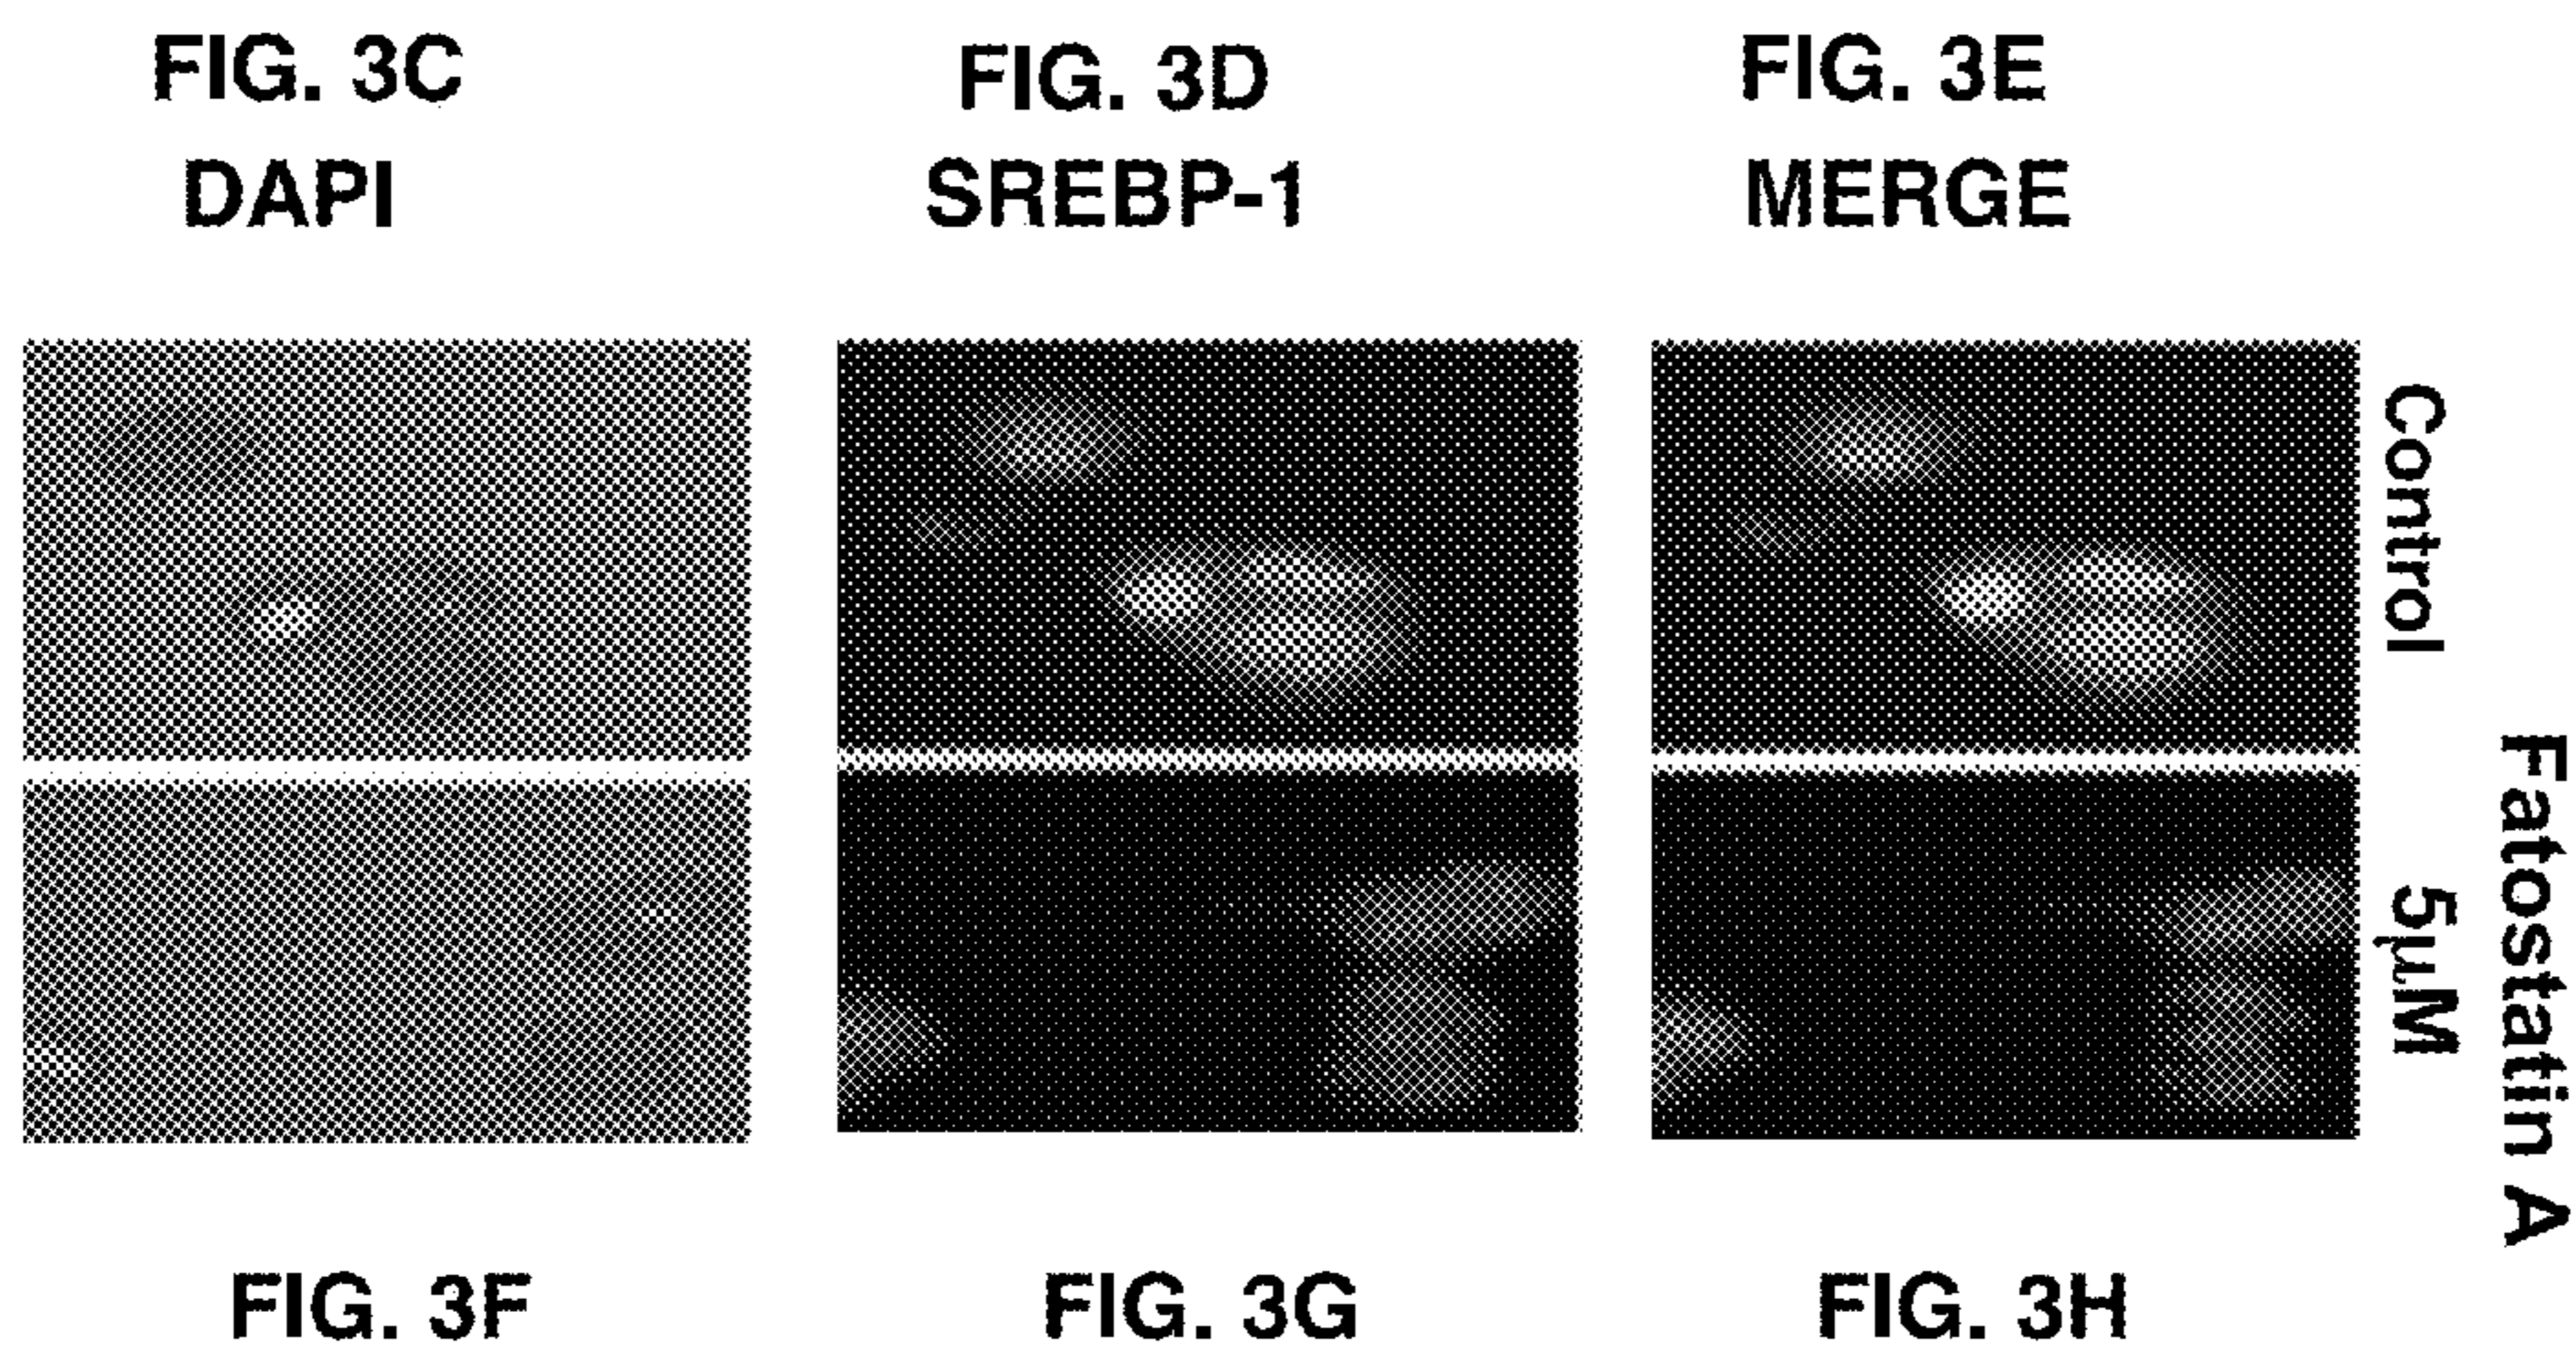 FIG. 3C
DAPI
FIG. 3D
SREBP-1
FIG. 3E
MERGE
Control
5μM
Fatostatin A
FIG. 3F
FIG. 3G
FIG. 3H